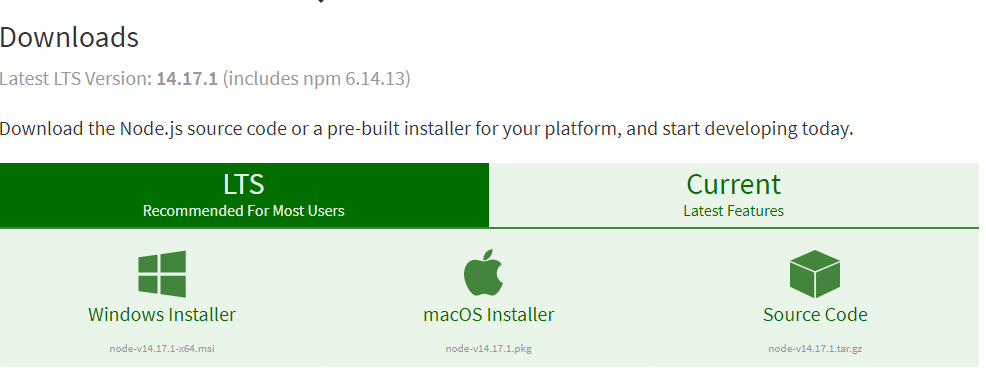 Downloads
Latest LTS Version: 14.17.1 (includes npm 6.14.13)
Download the Node.js source code or a pre-built installer for your platform, and start developing today.
LTS
Recommended For Most Users
Current
Latest Features
Windows Installer
macOS Installer
Source Code
node-v14.17.1-x64.msi
node-v14.17.1.pkg
node-v14.17.1.tar.gz